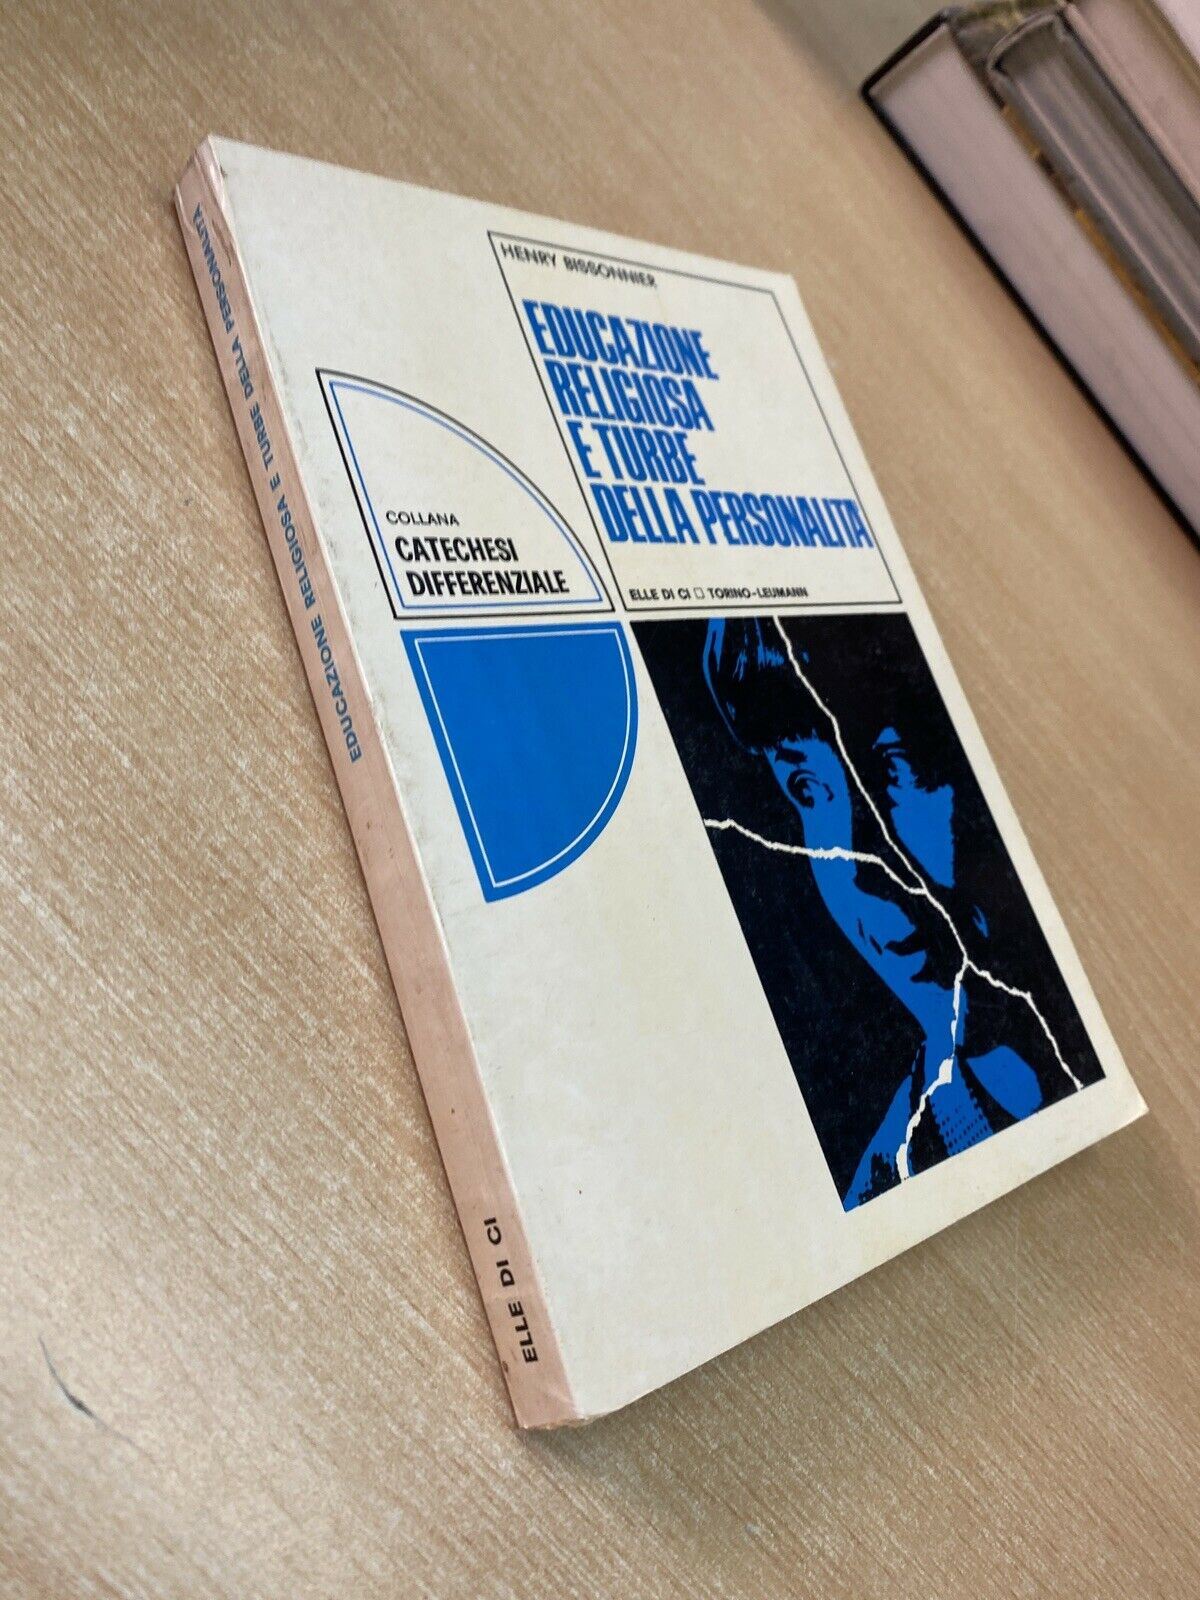 HENRY BISSONNIER
EDUCAZIONE
RELIGIOSA
E TURBE
DELLA PERSONALITA
ELLE DI CI □ TORINO-LEUMANN
COLLANA
CATECHESI
DIFFERENZIALE
EDUCAZIONE RELIGIOSA E TURBE DELLA PERSONALITÀ
ELLE DI CI